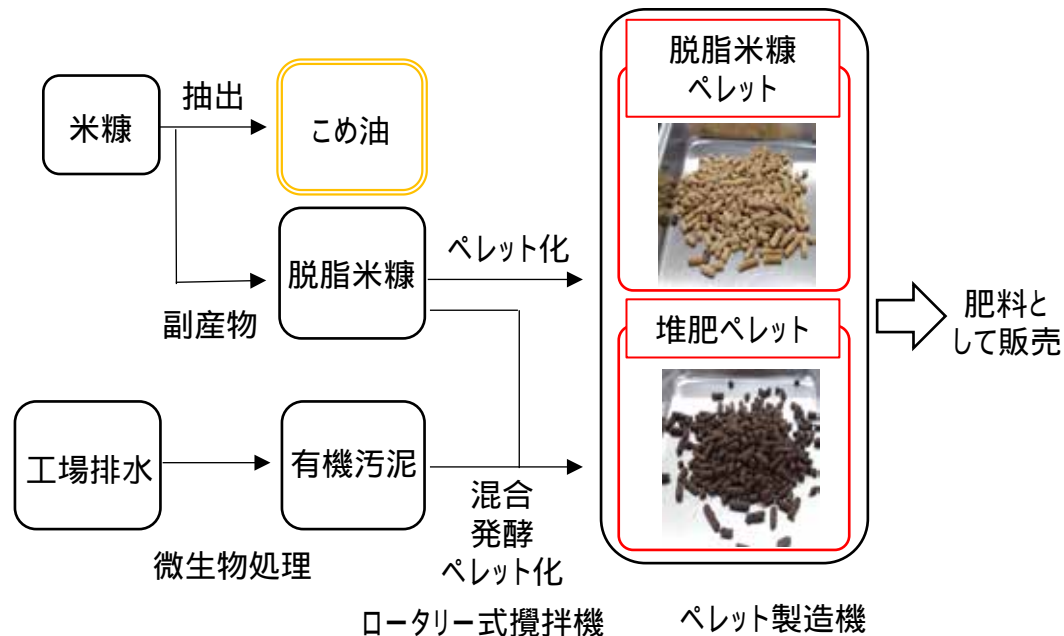 米糠
抽出
こめ油
脱脂米糠
ペレット
副産物
脱脂米糠
ペレット化
堆肥ペレット
肥料と
して販売
工場排水
有機汚泥
微生物処理
混合
発酵
ペレット化
ロータリー式攪拌機
ペレット製造機